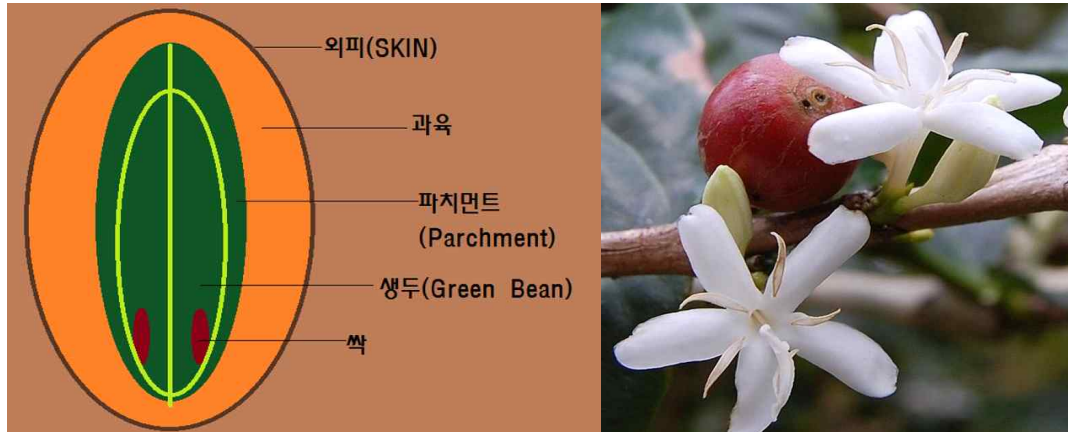 외피(SKIN)
과육
파치먼트
(Parchment)
생두(Green Bean)
싹